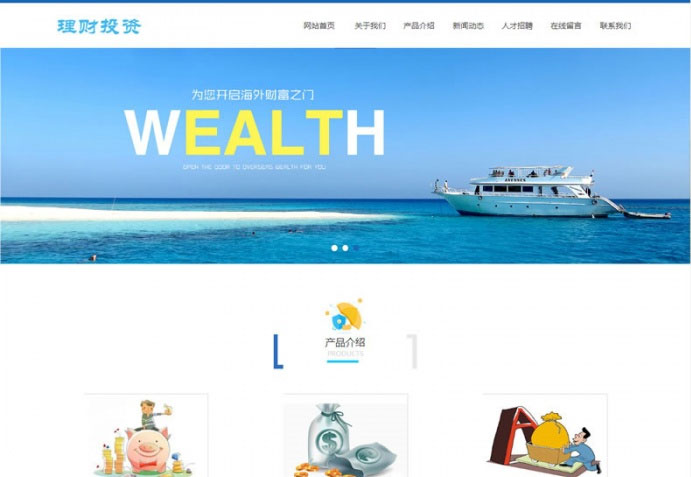 理财投资
网站首页 关于我们 产品介绍 新闻动态 人才招聘 在线留言 联系我们
为您开启海外财富之门
WEALTH
OPEN THE DOOR TO OVERSEAS WEALTH FOR YOU
产品介绍
PRODUCTS